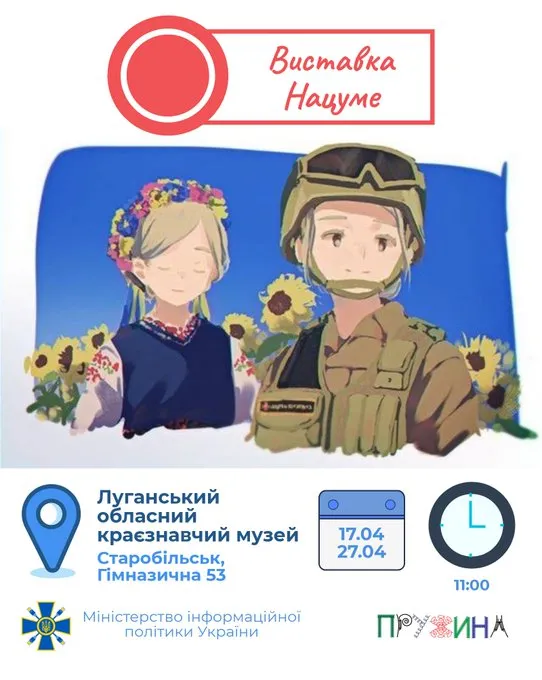 Виставка
Нацуме
Луганський
обласний
краєзнавчий музей
Старобільськ,
Гімназична 53
17.04
27.04
11:00
Міністерство інформаційної
політики України
ПРУЖИНА